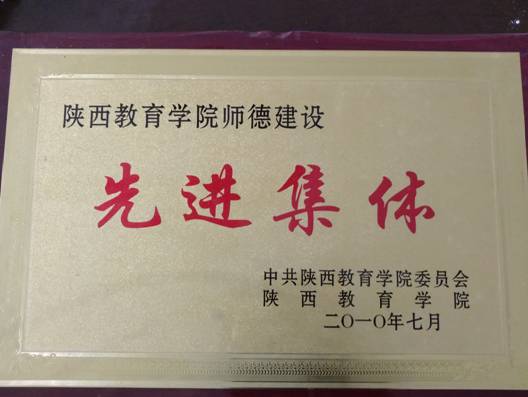 陕西教育学院师德建设
先进集体
中共陕西教育学院委员会
陕西教育学院
二〇一〇年七月